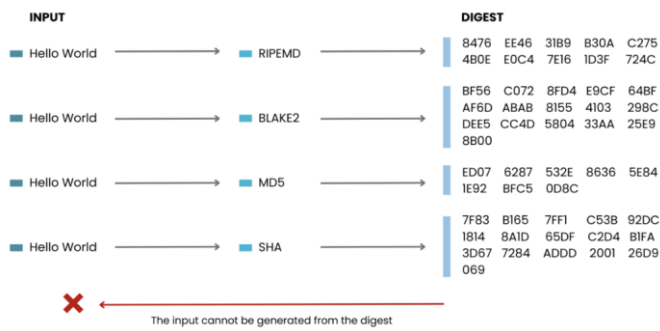 INPUT DIGEST
Hello World RIPEMD
8476 EE46 31B9 B30A C275
4B0E E0C4 7E16 1D3F 724C
Hello World BLAKE2
BF56 C072 8FD4 E9CF 64BF
AF6D ABAB 8155 4103 298C
DEE5 CC4D 5804 33AA 25E9
8B00
Hello World MD5
ED07 6287 532E 8636 5E84
1E92 BFC5 0D8C
Hello World SHA
7F83 B165 7FF1 C53B 92DC
1814 8A1D 65DF C2D4 B1FA
3D67 7284 ADDD 2001 26D9
069
The input cannot be generated from the digest